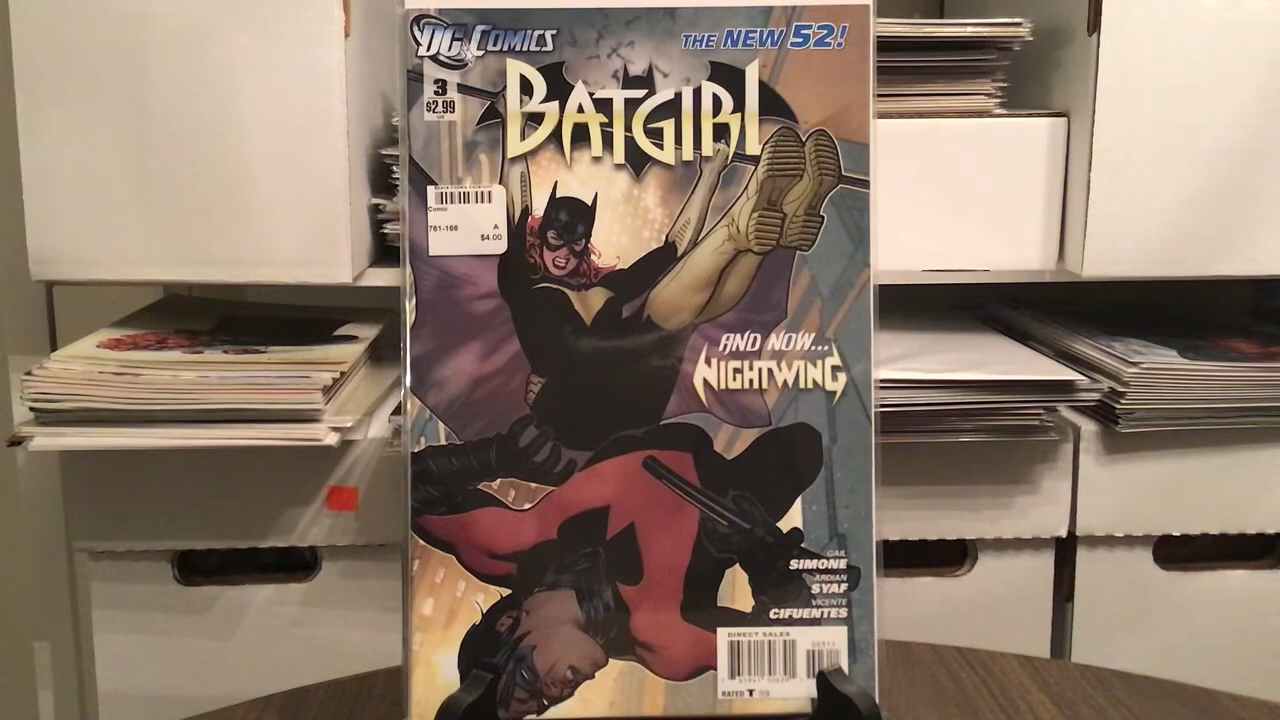 DC COMICS
THE NEW 52!
3
$2.99
BATGIRL
Comic
761-166 A
$4.00
AND NOW...
NIGHTWING
GAIL
SIMONE
ARDIAN
SYAF
VICENTE
CIFUENTES
DIRECT SALES
00311
RATED T